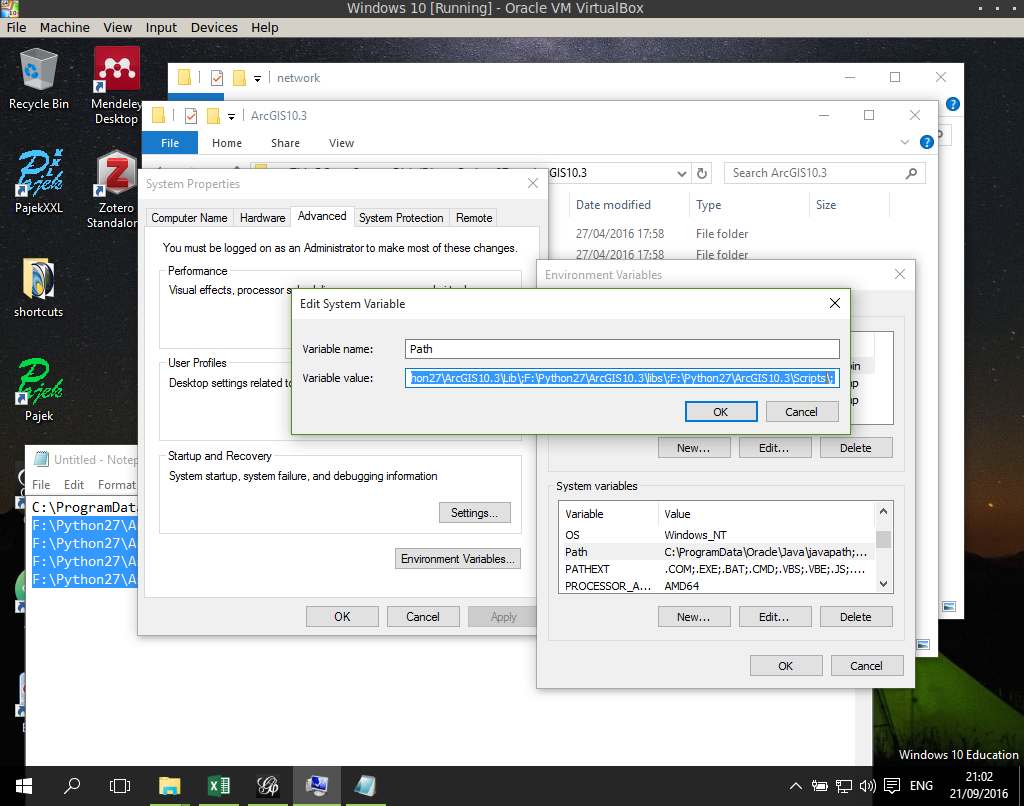 Windows 10 [Running] - Oracle VM VirtualBox
File Machine View Input Devices Help
Recycle Bin
Mendeley Desktop
PajekXXL
Zotero Standalon
shortcuts
Pajek
network
ArcGIS10.3
File Home Share View
GIS10.3
Search ArcGIS10.3
Date modified Type Size
27/04/2016 17:58 File folder
27/04/2016 17:58 File folder
System Properties
Computer Name Hardware Advanced System Protection Remote
You must be logged on as an Administrator to make most of these changes.
Performance
Visual effects, processor
User Profiles
Desktop settings related to
Startup and Recovery
System startup, system failure, and debugging information
Settings...
Environment Variables...
OK Cancel Apply
Environment Variables
Edit System Variable
Variable name: Path
Variable value: hon27\ArcGIS10.3\Lib\;F:\Python27\ArcGIS10.3\libs\;F:\Python27\ArcGIS10.3\Scripts\;
OK Cancel
New... Edit... Delete
System variables
Variable Value
OS Windows_NT
Path C:\ProgramData\Oracle\Java\javapath;...
PATHEXT .COM;.EXE;.BAT;.CMD;.VBS;.VBE;.JS;....
PROCESSOR_A... AMD64
New... Edit... Delete
OK Cancel
Untitled - Notep
File Edit Format
C:\ProgramData
F:\Python27\A
F:\Python27\A
F:\Python27\A
F:\Python27\A
Windows 10 Education
ENG
21:02
21/09/2016